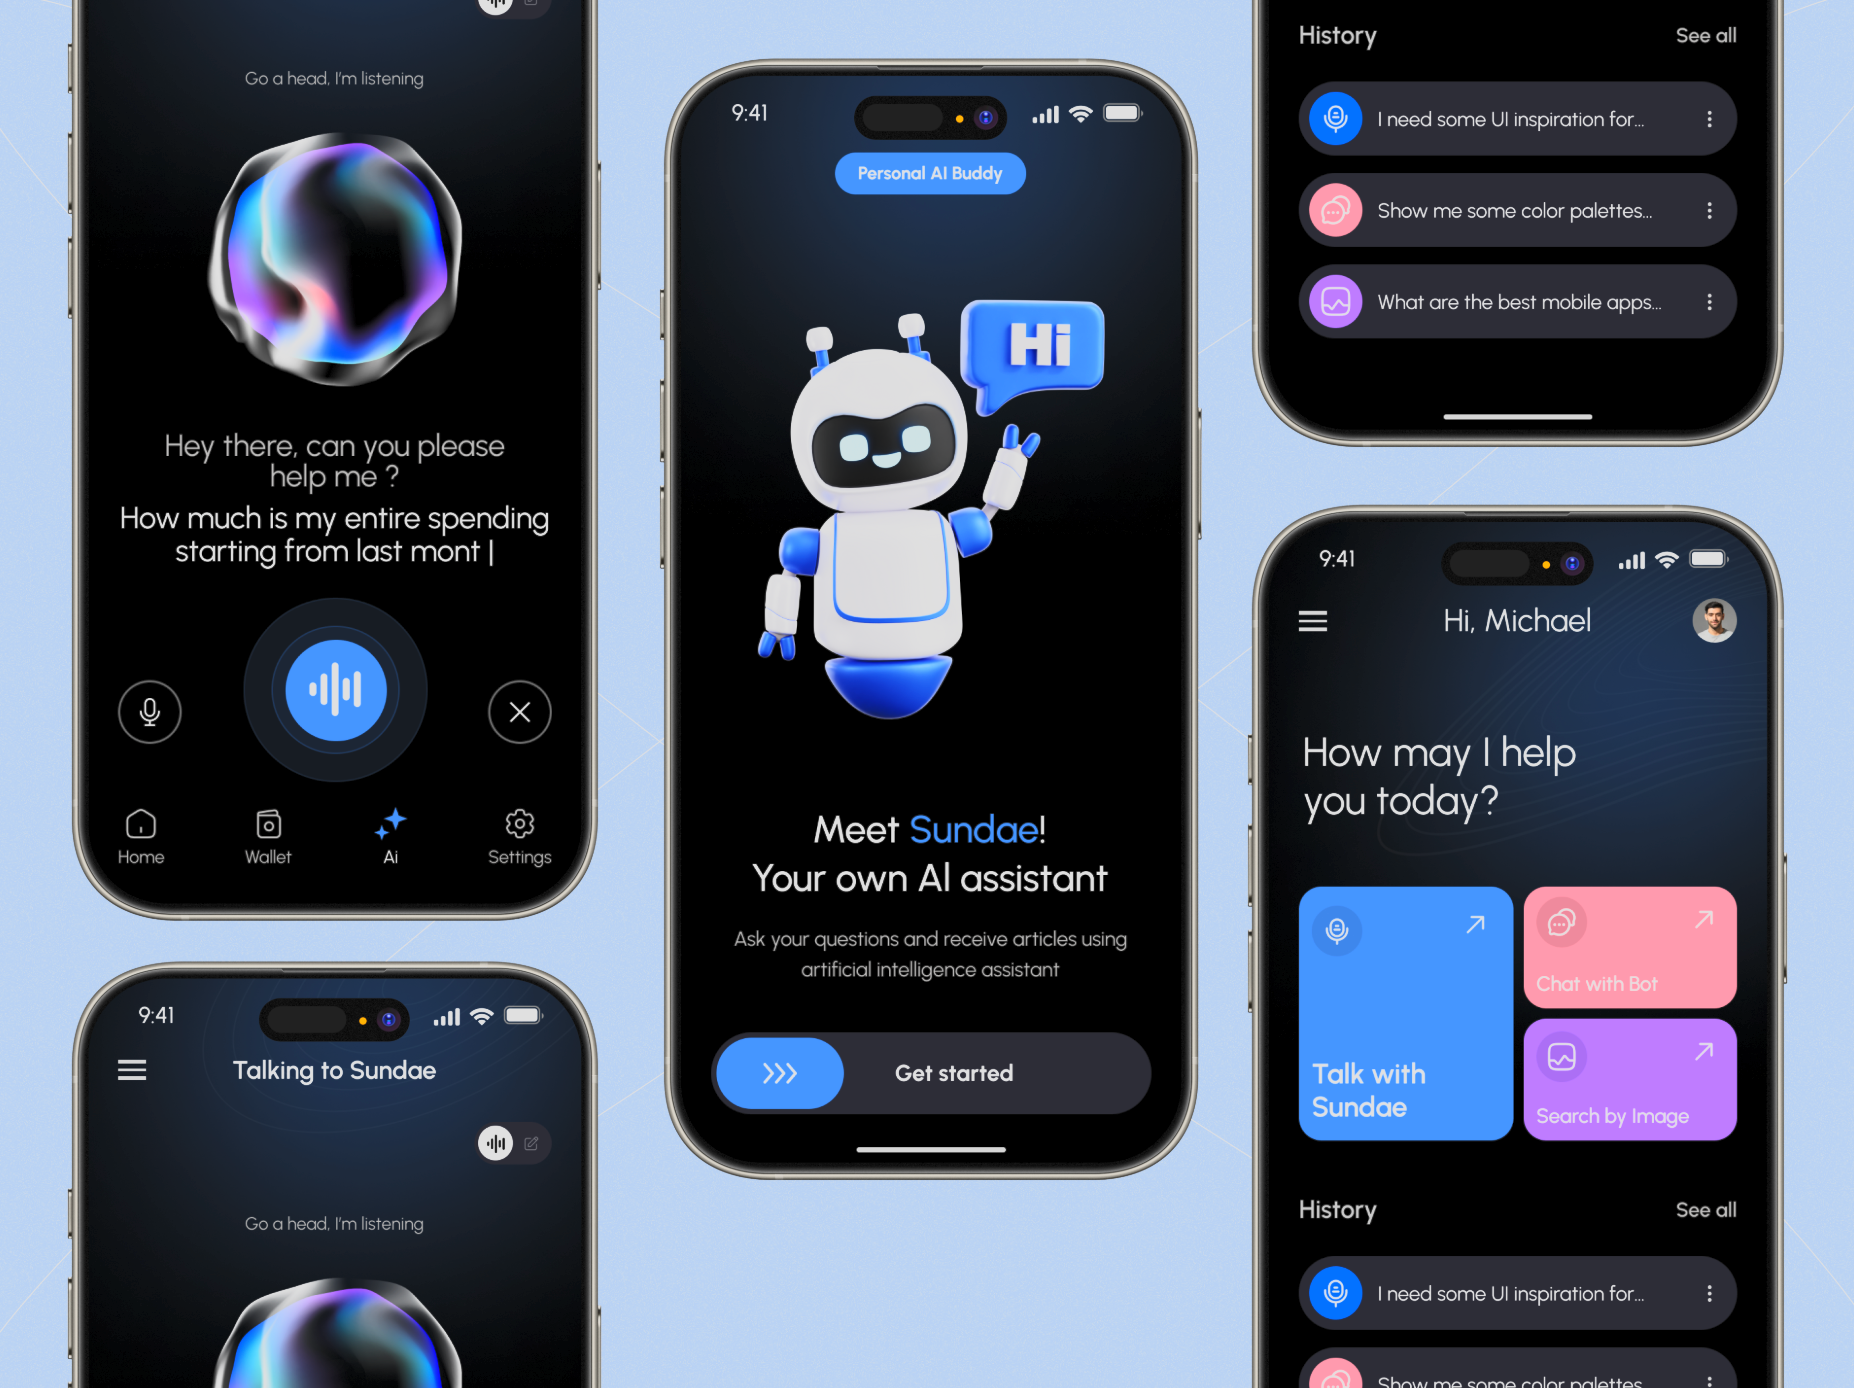 Go a head, I'm listening
Hey there, can you please
help me ?
How much is my entire spending
starting from last mont |
Home
Wallet
Ai
Settings
9:41
Talking to Sundae
Go a head, I'm listening
9:41
Personal AI Buddy
Hi
Meet Sundae!
Your own AI assistant
Ask your questions and receive articles using
artificial intelligence assistant
Get started
History
See all
I need some UI inspiration for...
Show me some color palettes...
What are the best mobile apps...
9:41
Hi, Michael
How may I help
you today?
Talk with
Sundae
Chat with Bot
Search by Image
History
See all
I need some UI inspiration for...
Show me some color palettes